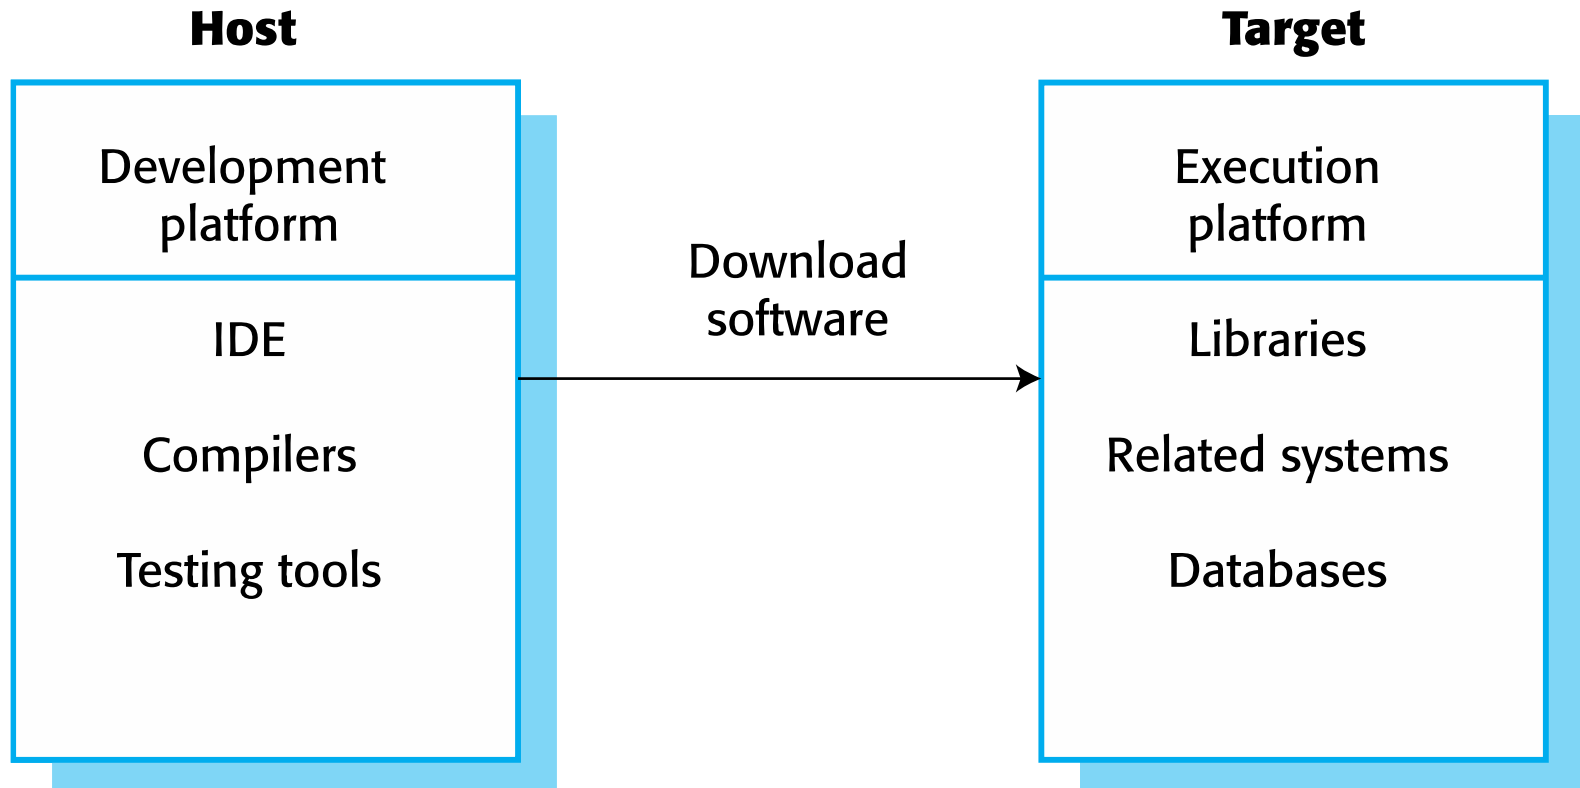 Host
Development
platform
IDE
Compilers
Testing tools
Download
software
Target
Execution
platform
Libraries
Related systems
Databases